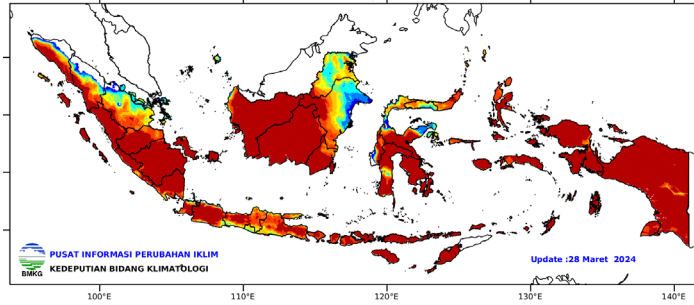 PUSAT INFORMASI PERUBAHAN IKLIM
KEDEPUTIAN BIDANG KLIMATOLOGI
BMKG
Update :28 Maret 2024
100°E 110°E 120°E 130°E 140°E